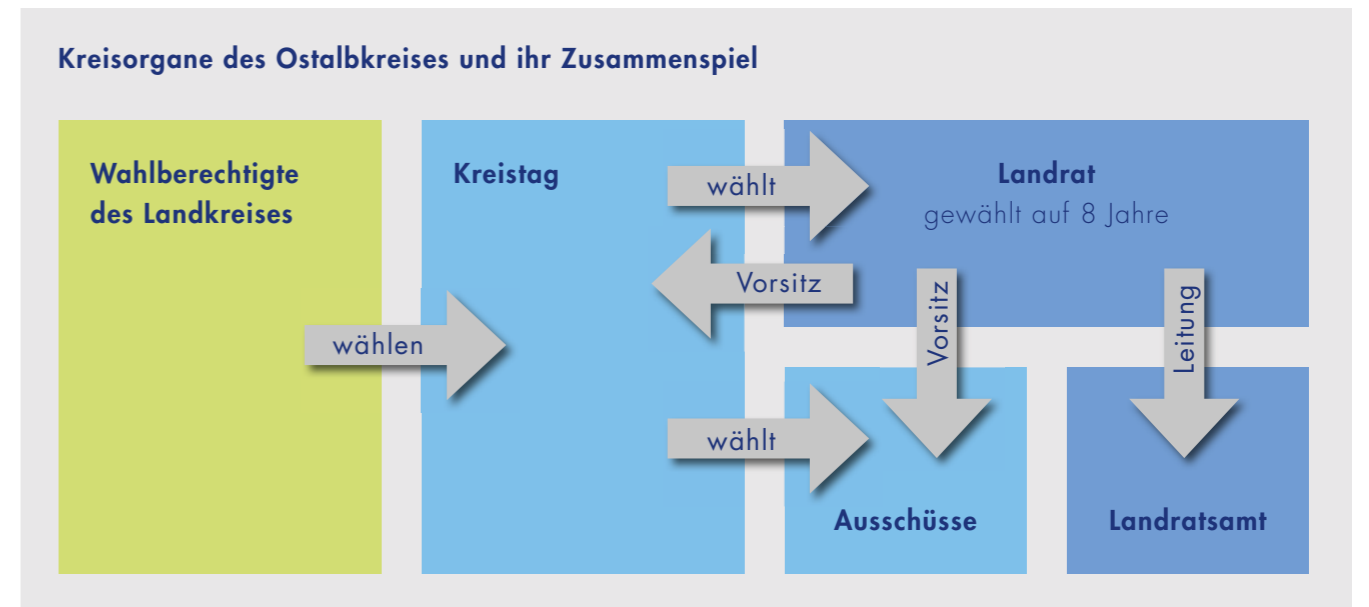 Kreisorgane des Ostalbkreises und ihr Zusammenspiel
Wahlberechtigte
des Landkreises
wählen
Kreistag
wählt
Vorsitz
wählt
Landrat
gewählt auf 8 Jahre
Vorsitz
Leitung
Ausschüsse
Landratsamt